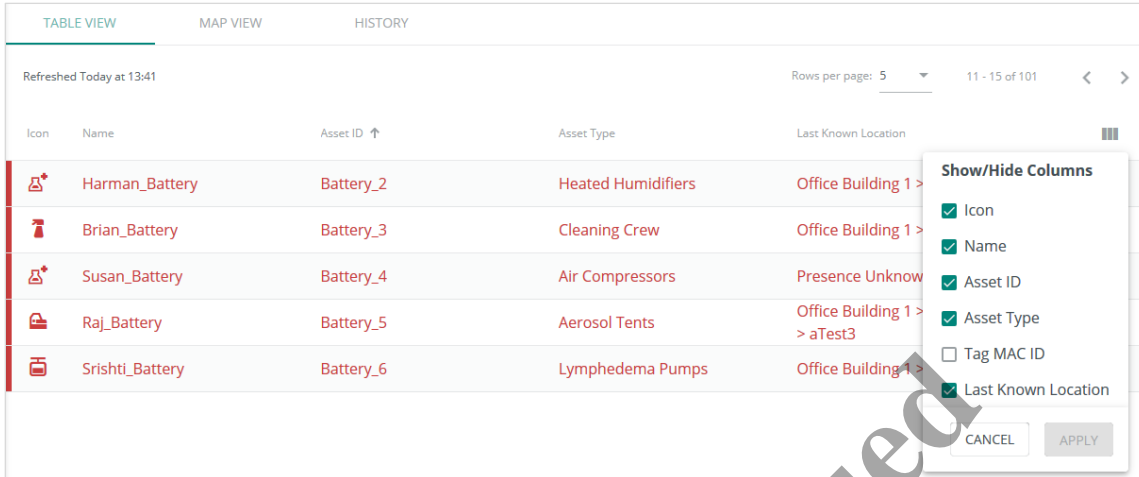 TABLE VIEW MAP VIEW HISTORY
Refreshed Today at 13:41 Rows per page: 5 11 - 15 of 101
Icon Name Asset ID Asset Type Last Known Location
Harman_Battery Battery_2 Heated Humidifiers Office Building 1 >
Brian_Battery Battery_3 Cleaning Crew Office Building 1 >
Susan_Battery Battery_4 Air Compressors Presence Unknow
Raj_Battery Battery_5 Aerosol Tents Office Building 1 >
> aTest3
Srishti_Battery Battery_6 Lymphedema Pumps Office Building 1 >
Show/Hide Columns
Icon
Name
Asset ID
Asset Type
Tag MAC ID
Last Known Location
CANCEL APPLY
ed